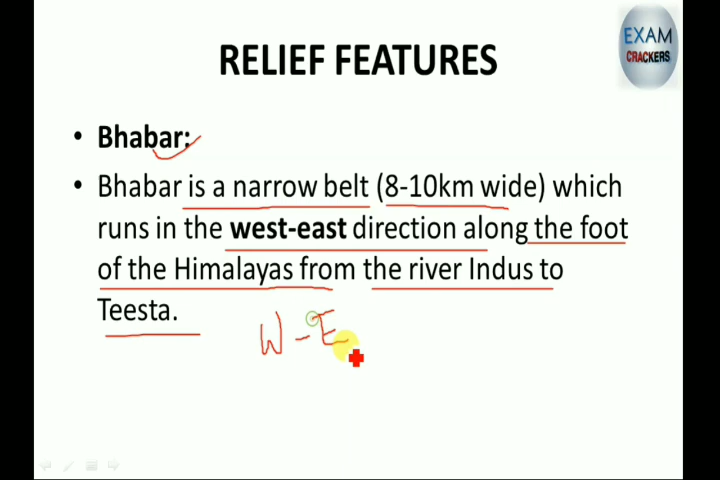 EXAM
CRACKERS
RELIEF FEATURES
• Bhabar:
• Bhabar is a narrow belt (8-10km wide) which
runs in the west-east direction along the foot
of the Himalayas from the river Indus to
Teesta.
W-E